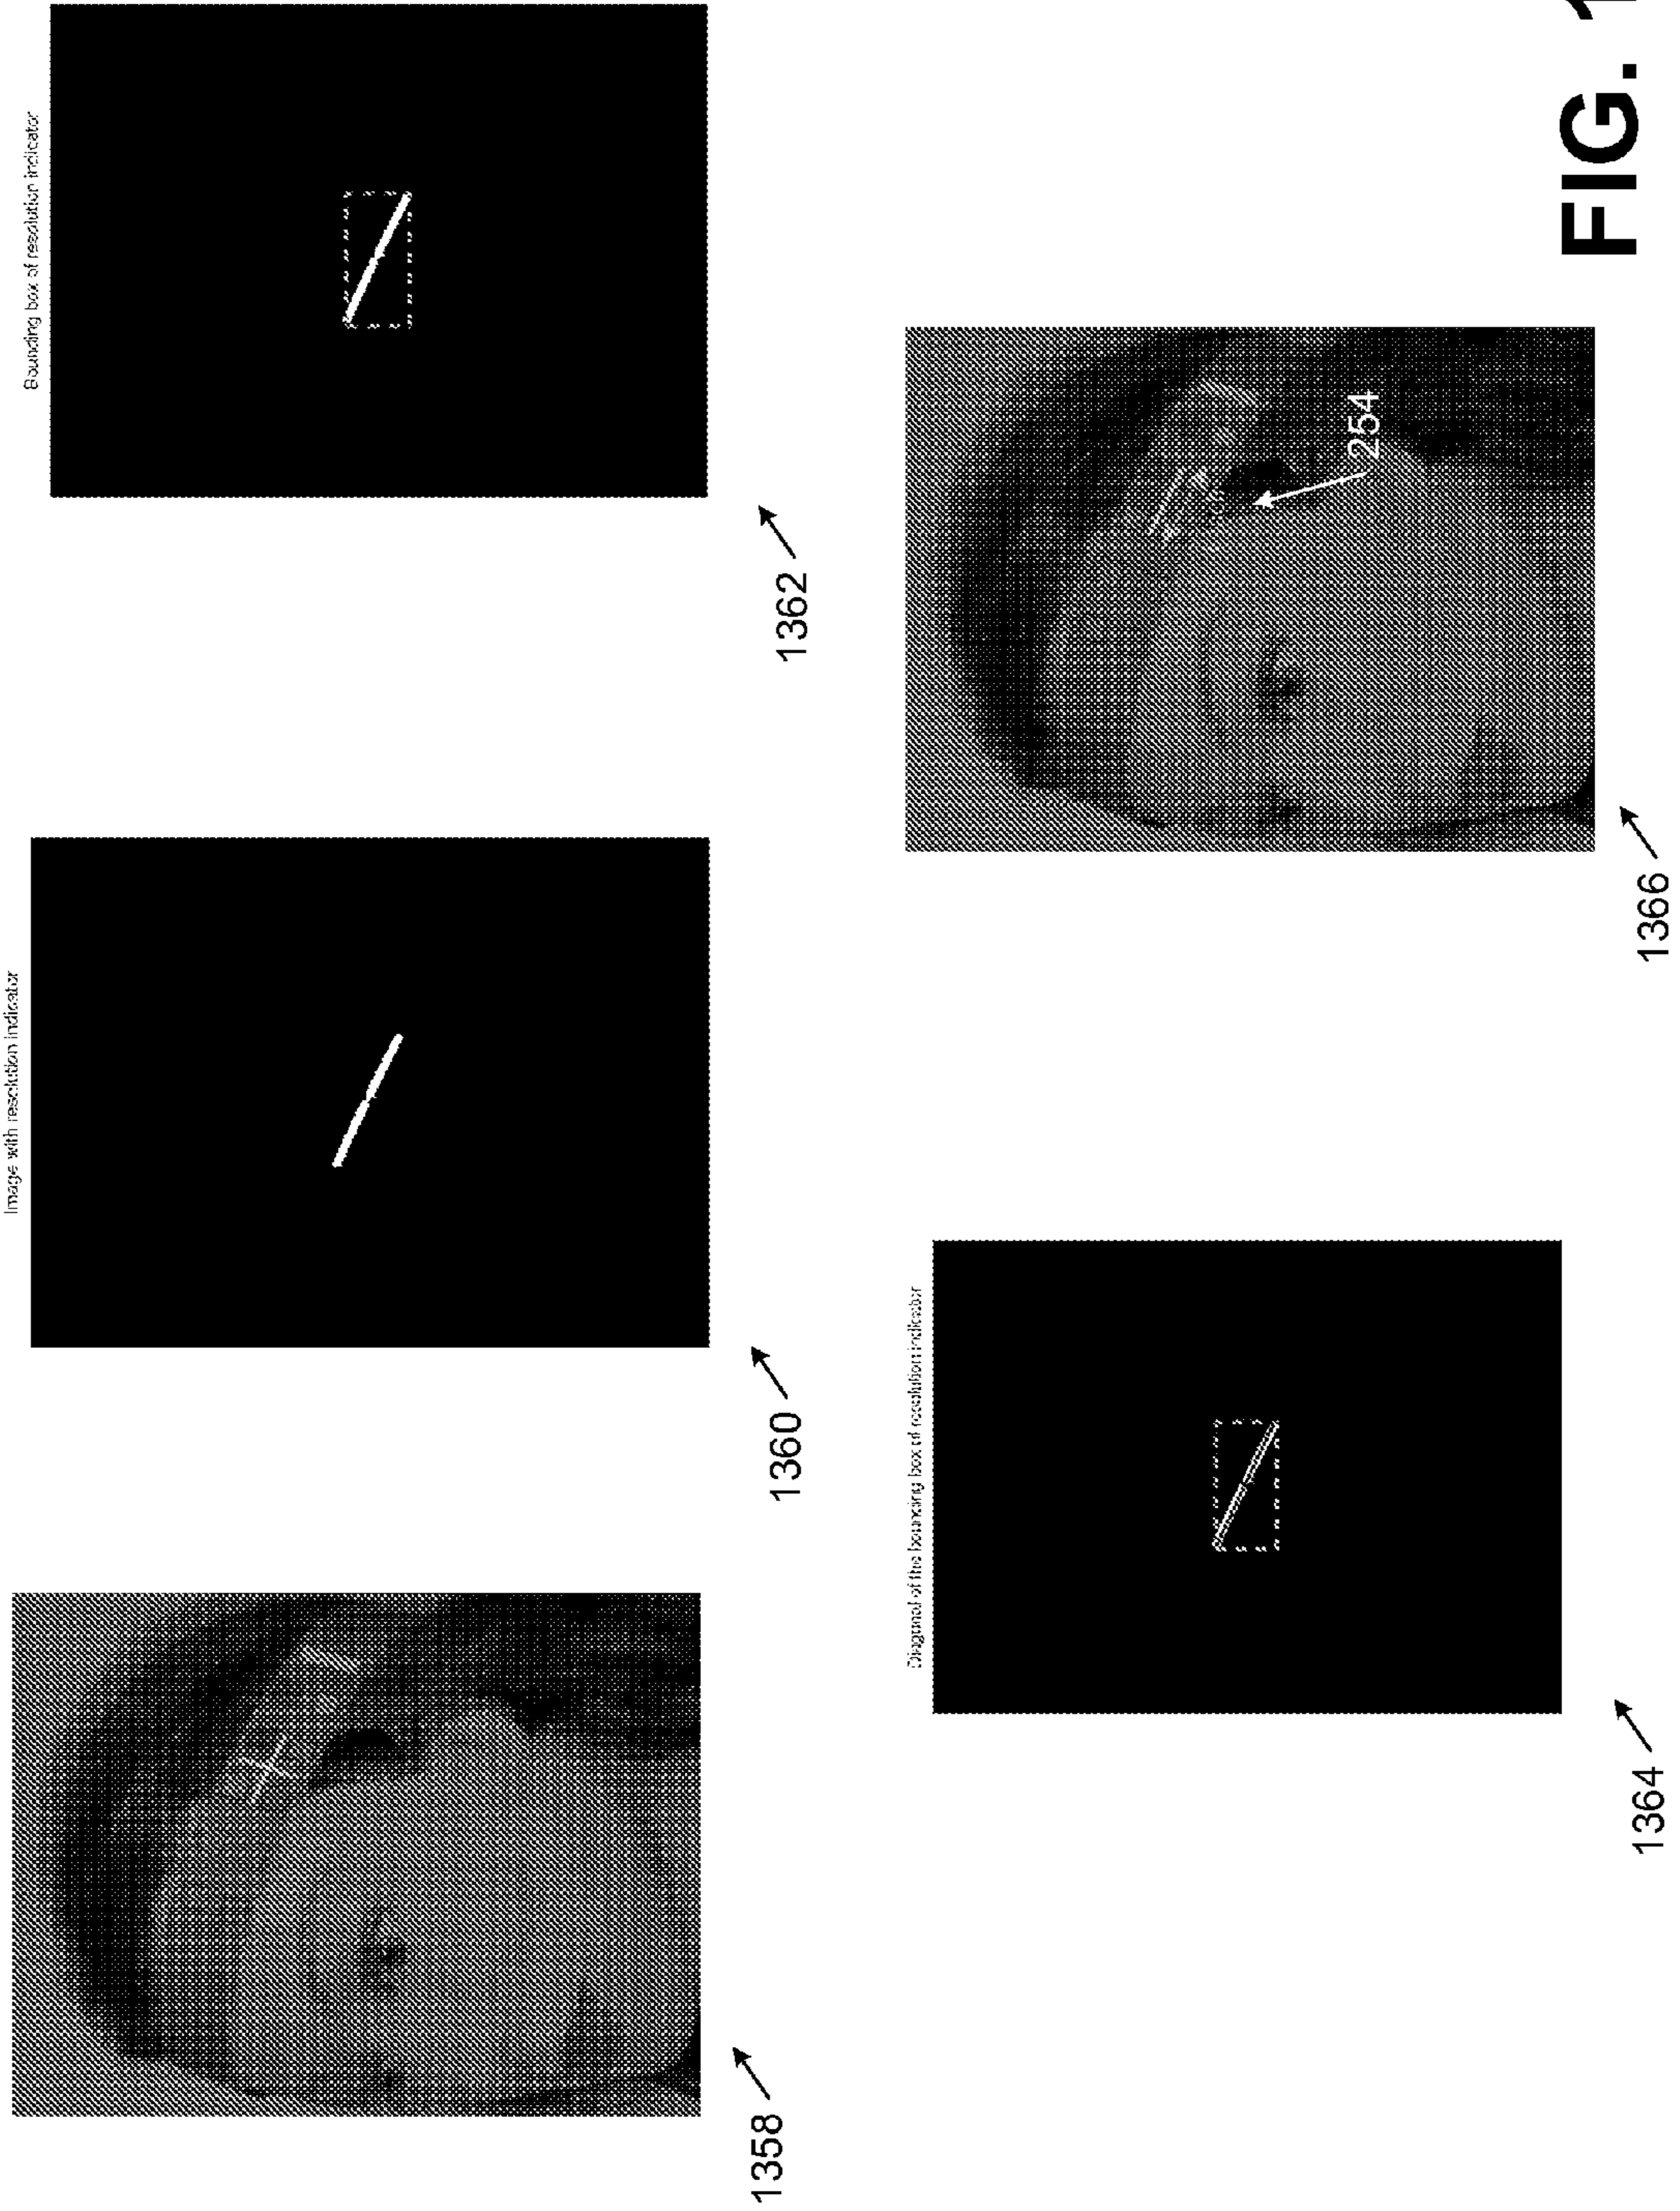 1358
Image with resolution indicator
1360
Bounding box of resolution indicator
1362
Diagonal of the bounding box of resolution indicator
1364
254
1366
FIG. 1